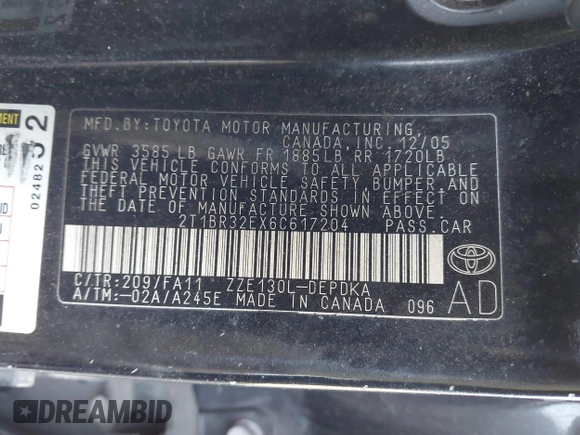 MFD.BY:TOYOTA MOTOR MANUFACTURING,
CANADA, INC. 12/05
GVWR 3585 LB GAWR FR 1885LB RR 1720LB
THIS VEHICLE CONFORMS TO ALL APPLICABLE
FEDERAL MOTOR VEHICLE SAFETY,BUMPER,AND
THEFT PREVENTION STANDARDS IN EFFECT ON
THE DATE OF MANUFACTURE SHOWN ABOVE.
2T1BR32EX6C617204 PASS.CAR
C/TR:209/FA11 ZZE130L-DEPDKA
A/TM:-02A/A245E MADE IN CANADA 096
AD
02482
52
DREAMBID
DREAMBID